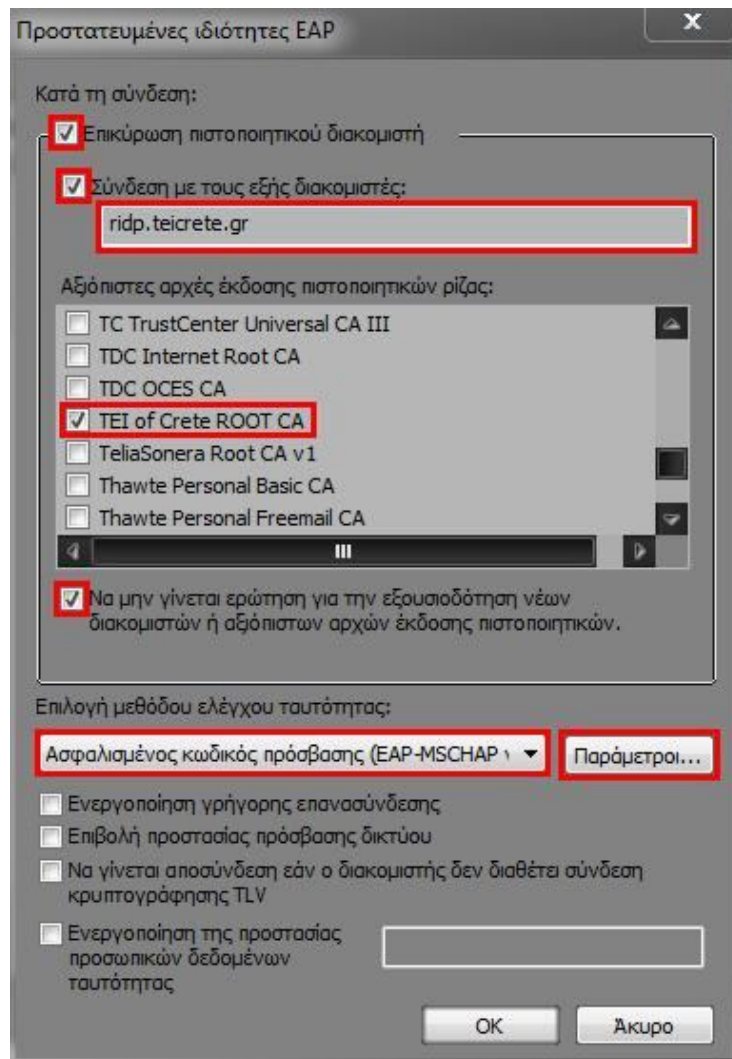 Προστατευμένες ιδιότητες EAP
Κατά τη σύνδεση:
Επικύρωση πιστοποιητικού διακομιστή
Σύνδεση με τους εξής διακομιστές:
ridp.teicrete.gr
Αξιόπιστες αρχές έκδοσης πιστοποιητικών ρίζας:
TC TrustCenter Universal CA III
TDC Internet Root CA
TDC OCES CA
TEI of Crete ROOT CA
TeliaSonera Root CA v1
Thawte Personal Basic CA
Thawte Personal Freemail CA
Να μην γίνεται ερώτηση για την εξουσιοδότηση νέων
διακομιστών ή αξιόπιστων αρχών έκδοσης πιστοποιητικών.
Επιλογή μεθόδου ελέγχου ταυτότητας:
Ασφαλισμένος κωδικός πρόσβασης (EAP-MSCHAP Παράμετροι...
Ενεργοποίηση γρήγορης επανασύνδεσης
Επιβολή προστασίας πρόσβασης δικτύου
Να γίνεται αποσύνδεση εάν ο διακομιστής δεν διαθέτει σύνδεση
κρυπτογράφησης TLV
Ενεργοποίηση της προστασίας
προσωπικών δεδομένων
ταυτότητας
OK Άκυρο